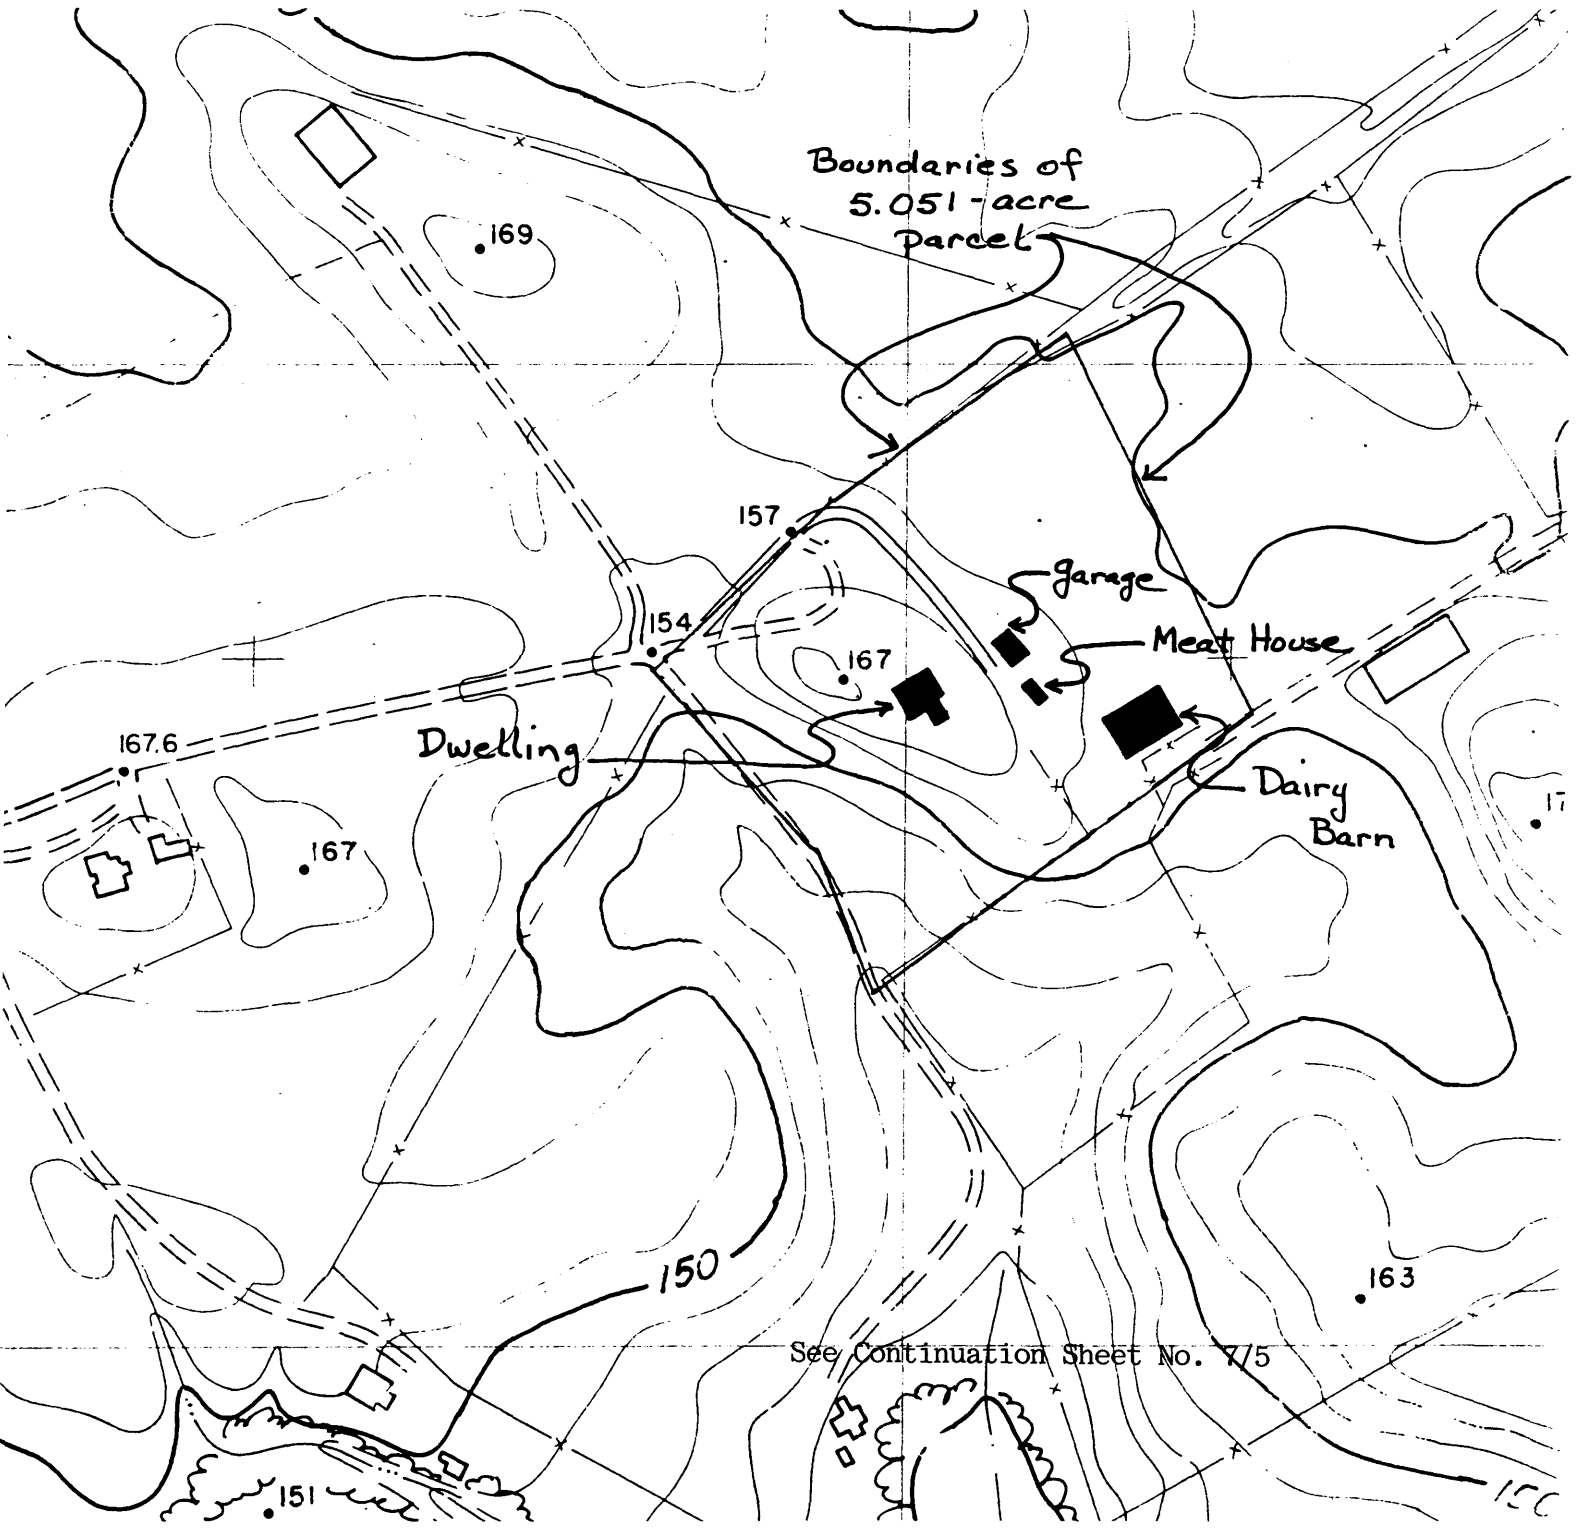 Boundaries of
5.051-acre
parcel
169
157
garage
154
Meat House
167
Dwelling
167.6
Dairy
Barn
17
167
150
163
See Continuation Sheet No. 7/5
151